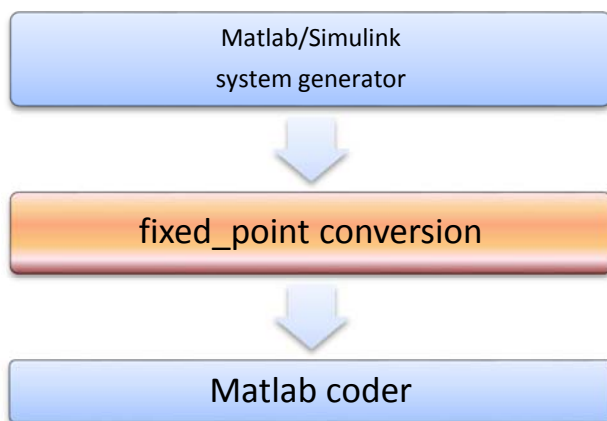 Matlab/Simulink
system generator
fixed_point conversion
Matlab coder